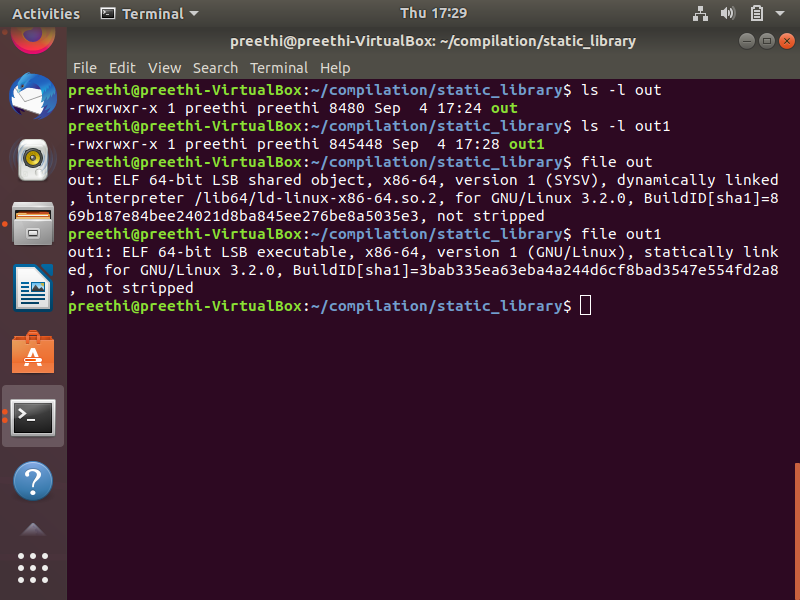 Activities Terminal Thu 17:29
preethi@preethi-VirtualBox: ~/compilation/static_library
File Edit View Search Terminal Help
preethi@preethi-VirtualBox:~/compilation/static_library$ ls -l out
-rwxrwxr-x 1 preethi preethi 8480 Sep  4 17:24 out
preethi@preethi-VirtualBox:~/compilation/static_library$ ls -l out1
-rwxrwxr-x 1 preethi preethi 845448 Sep  4 17:28 out1
preethi@preethi-VirtualBox:~/compilation/static_library$ file out
out: ELF 64-bit LSB shared object, x86-64, version 1 (SYSV), dynamically linked
, interpreter /lib64/ld-linux-x86-64.so.2, for GNU/Linux 3.2.0, BuildID[sha1]=8
69b187e84bee24021d8ba845ee276be8a5035e3, not stripped
preethi@preethi-VirtualBox:~/compilation/static_library$ file out1
out1: ELF 64-bit LSB executable, x86-64, version 1 (GNU/Linux), statically link
ed, for GNU/Linux 3.2.0, BuildID[sha1]=3bab335ea63eba4a244d6cf8bad3547e554fd2a8
, not stripped
preethi@preethi-VirtualBox:~/compilation/static_library$